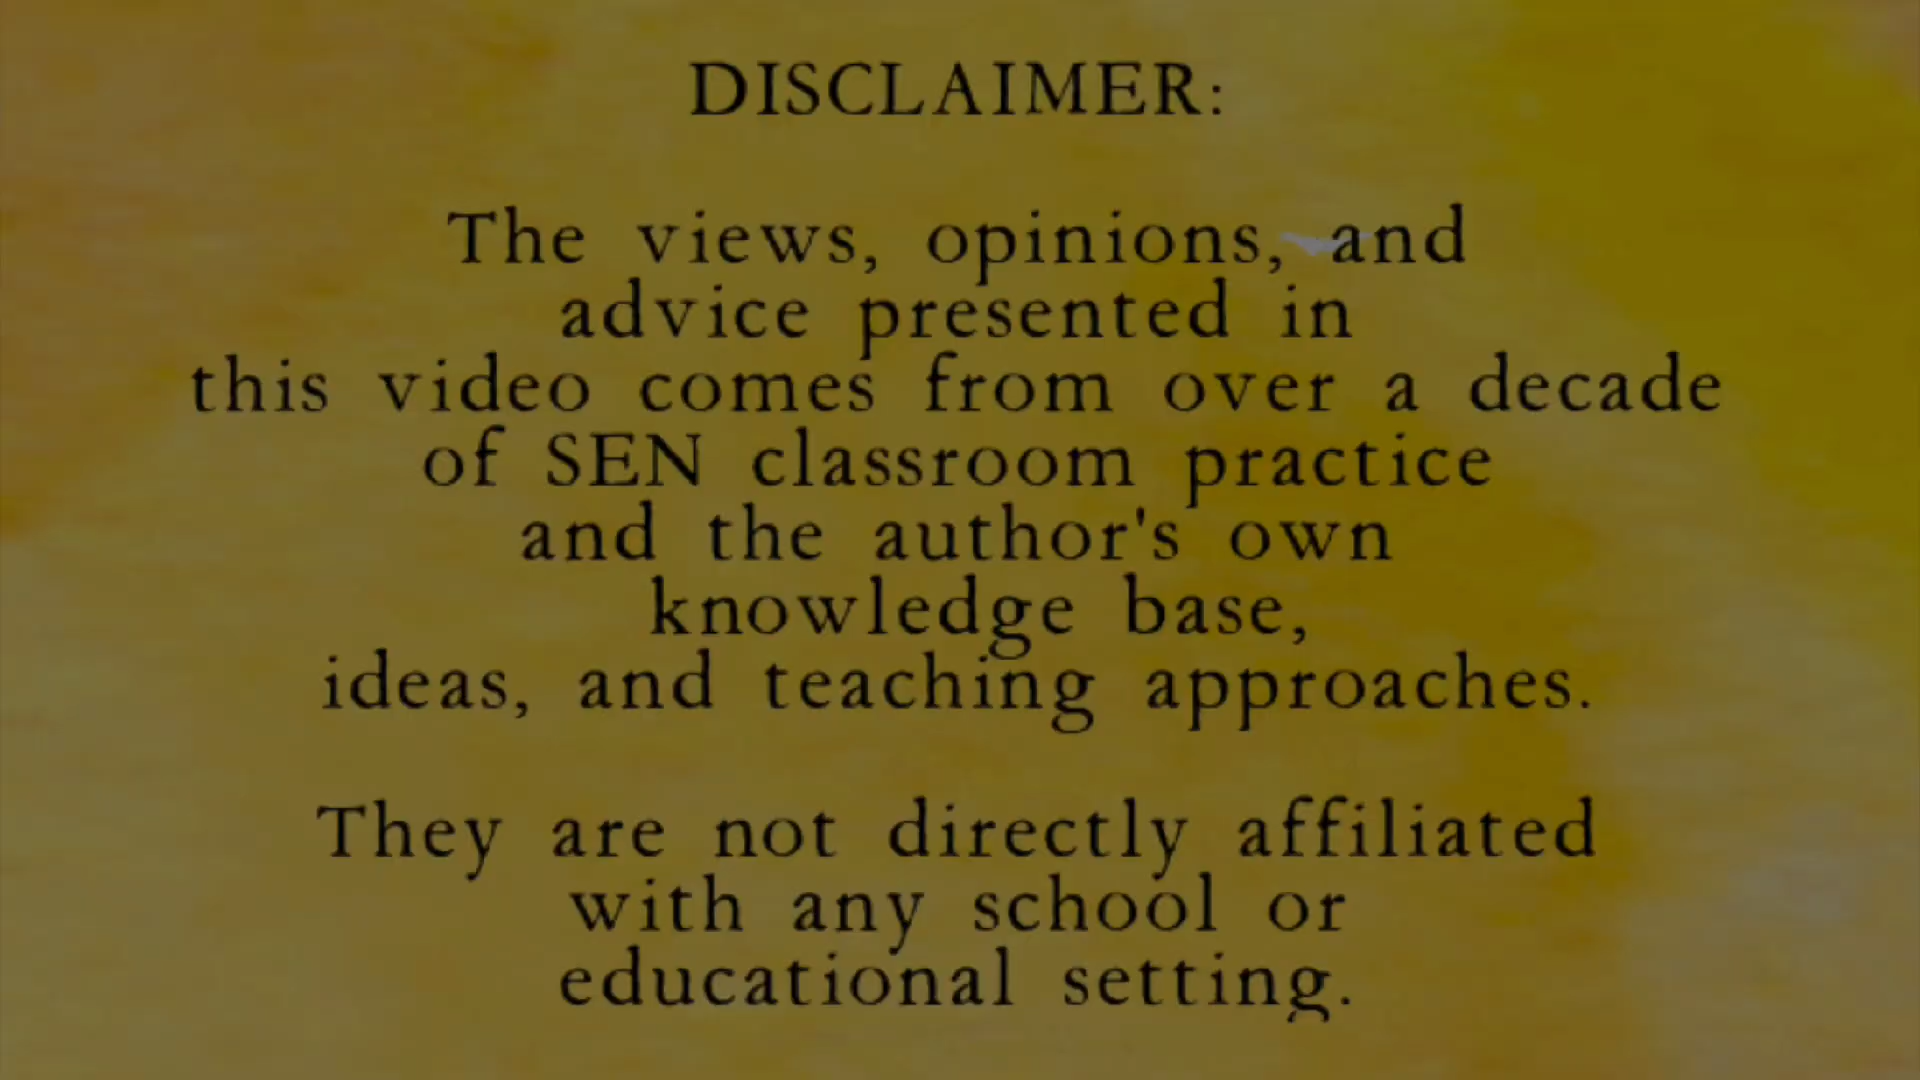 DISCLAIMER:
The views, opinions, and
advice presented in
this video comes from over a decade
of SEN classroom practice
and the author's own
knowledge base,
ideas, and teaching approaches.
They are not directly affiliated
with any school or
educational setting.